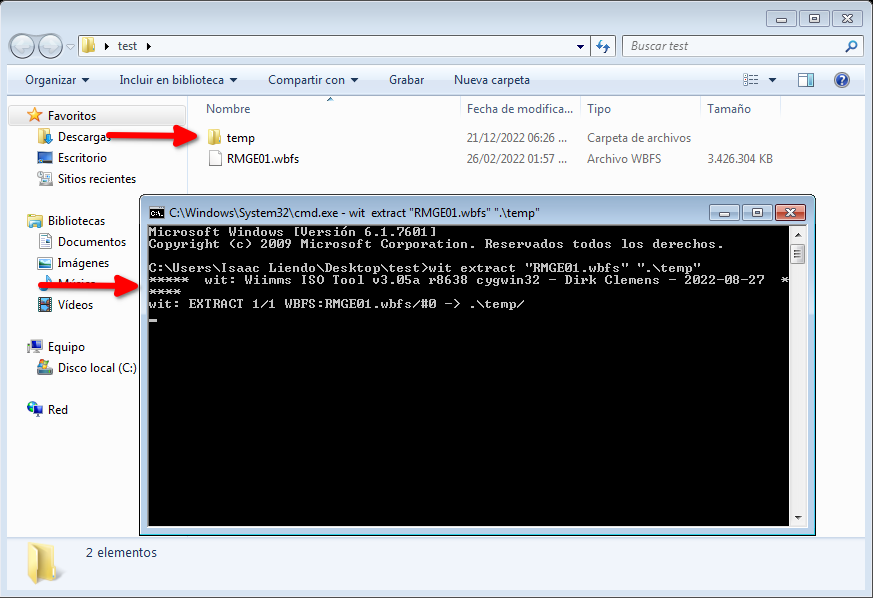 test
Buscar test
Organizar
Incluir en biblioteca
Compartir con
Grabar
Nueva carpeta
Nombre
Fecha de modifica...
Tipo
Tamaño
Favoritos
Descargas
Escritorio
Sitios recientes
temp
21/12/2022 06:26 ...
Carpeta de archivos
RMGE01.wbfs
26/02/2022 01:57 ...
Archivo WBFS
3.426.304 KB
Bibliotecas
Documentos
Imágenes
Música
Vídeos
Equipo
Disco local (C:)
Red
C:\Windows\System32\cmd.exe - wit extract "RMGE01.wbfs" ".\temp"
Microsoft Windows [Versión 6.1.7601]
Copyright (c) 2009 Microsoft Corporation. Reservados todos los derechos.
C:\Users\Isaac Liendo\Desktop\test>wit extract "RMGE01.wbfs" ".\temp"
***** wit: Wiimms ISO Tool v3.05a r8638 cygwin32 - Dirk Clemens - 2022-08-27 *
****
wit: EXTRACT 1/1 WBFS:RMGE01.wbfs/#0 -> .\temp/
2 elementos